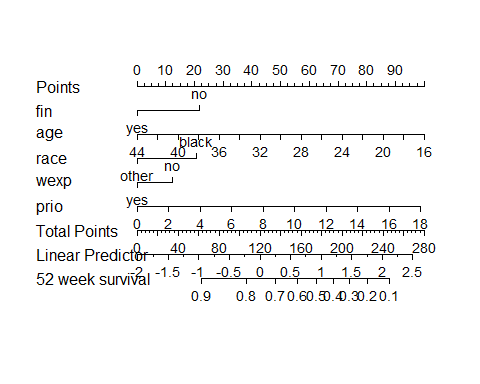 0 10 20 30 40 50 60 70 80 90
Points
no
fin
yes
age
black
44 40 36 32 28 24 20 16
race
no
other
wexp
yes
prio
0 2 4 6 8 10 12 14 16 18
Total Points
0 40 80 120 160 200 240 280
Linear Predictor
-2 -1.5 -1 -0.5 0 0.5 1 1.5 2 2.5
52 week survival
0.9 0.8 0.7 0.6 0.5 0.4 0.3 0.2 0.1